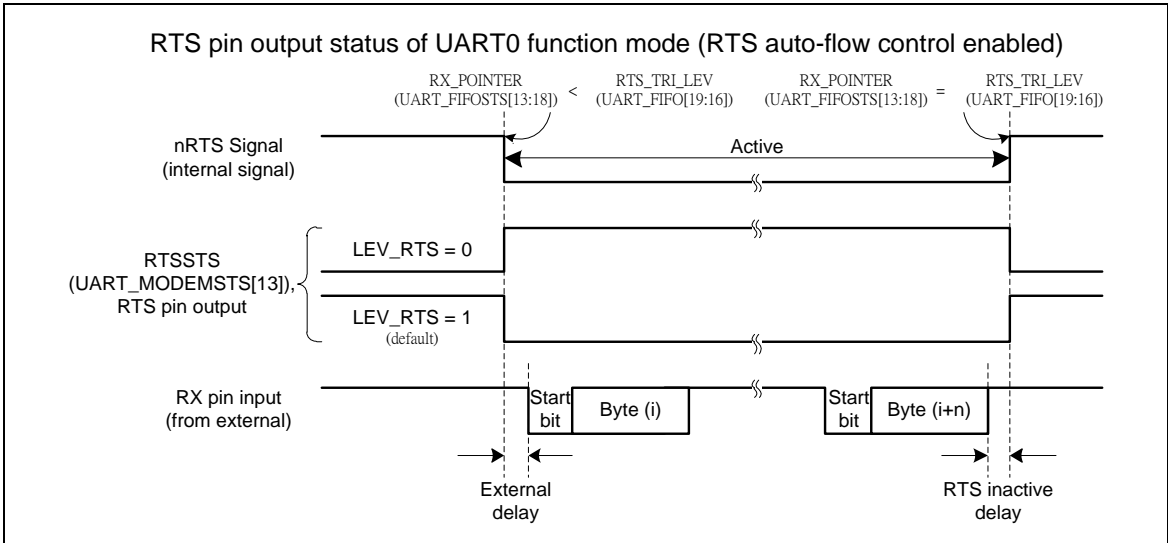 RTS pin output status of UART0 function mode (RTS auto-flow control enabled)
RX_POINTER
(UART_FIFOSTS[13:18])
<
RTS_TRI_LEV
(UART_FIFO[19:16])
RX_POINTER
(UART_FIFOSTS[13:18])
=
RTS_TRI_LEV
(UART_FIFO[19:16])
nRTS Signal
(internal signal)
Active
RTSSTS
(UART_MODEMSTS[13]),
RTS pin output
LEV_RTS = 0
LEV_RTS = 1
(default)
RX pin input
(from external)
Start
bit
Byte (i)
Start
bit
Byte (i+n)
External
delay
RTS inactive
delay